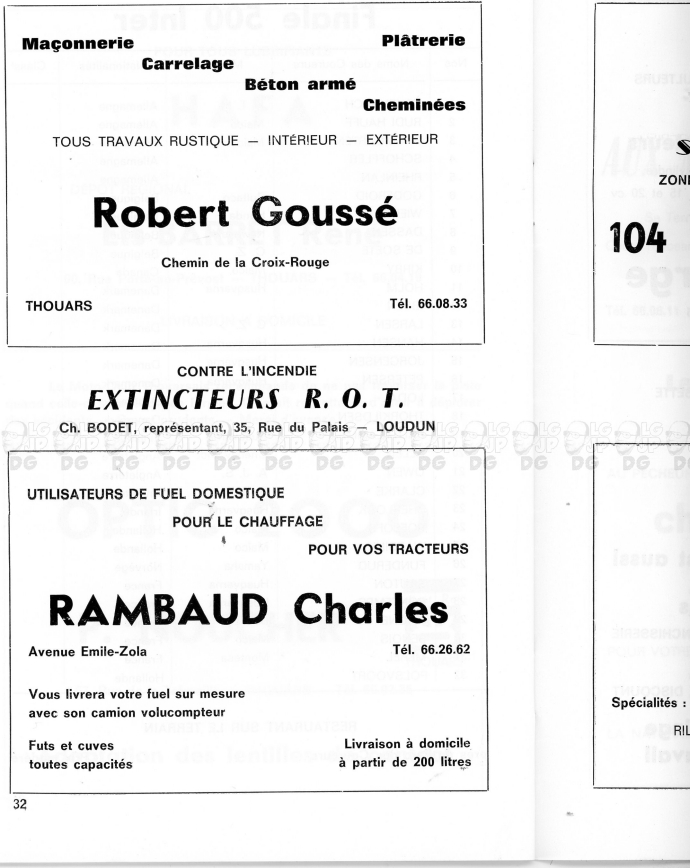 Maçonnerie Plâtrerie
Carrelage
Béton armé
Cheminées
TOUS TRAVAUX RUSTIQUE — INTÉRIEUR — EXTÉRIEUR
Robert Goussé
Chemin de la Croix-Rouge
THOUARS Tél. 66.08.33
CONTRE L'INCENDIE
EXTINCTEURS R. O. T.
Ch. BODET, représentant, 35, Rue du Palais — LOUDUN
UTILISATEURS DE FUEL DOMESTIQUE
POUR LE CHAUFFAGE
POUR VOS TRACTEURS
RAMBAUD Charles
Avenue Emile-Zola Tél. 66.26.62
Vous livrera votre fuel sur mesure
avec son camion volucompteur
Futs et cuves Livraison à domicile
toutes capacités à partir de 200 litres
32
ZONE
104
Spécialités :